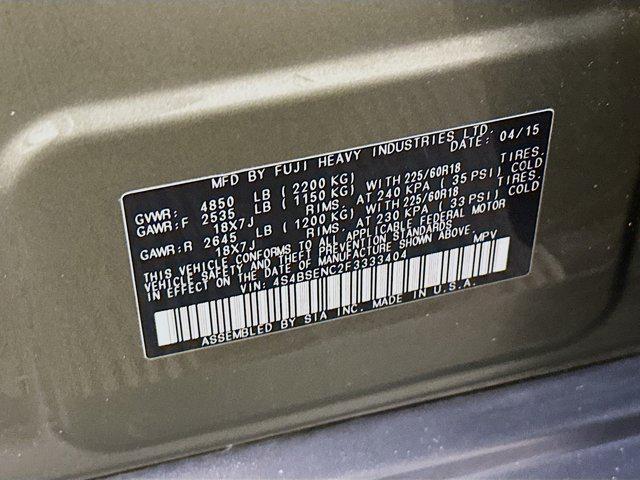 MFD BY FUJI HEAVY INDUSTRIES LTD.
DATE: 04/15
GVWR: 4850 LB (2200 KG)
GAWR:F 2535 LB (1150 KG) WITH 225/60R18 TIRES.
18X7J RIMS. AT 240 KPA (35 PSI) COLD
GAWR:R 2645 LB (1200 KG) WITH 225/60R18 TIRES.
18X7J RIMS. AT 230 KPA (33 PSI) COLD
THIS VEHICLE CONFORMS TO ALL APPLICABLE FEDERAL MOTOR
VEHICLE SAFETY AND THEFT PREVENTION STANDARDS
IN EFFECT ON THE DATE OF MANUFACTURE SHOWN ABOVE.
VIN: 4S4BSENC2F3333404 MPV
ASSEMBLED BY SIA INC. MADE IN U.S.A.